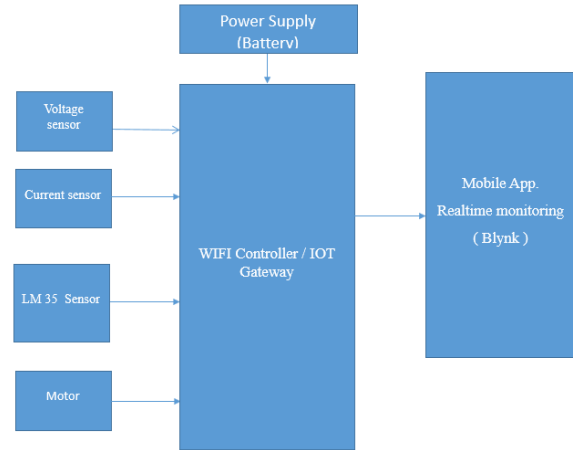 Power Supply
(Battery)
Voltage
sensor
Current sensor
LM 35 Sensor
Motor
WIFI Controller / IOT
Gateway
Mobile App.
Realtime monitoring
( Blynk )